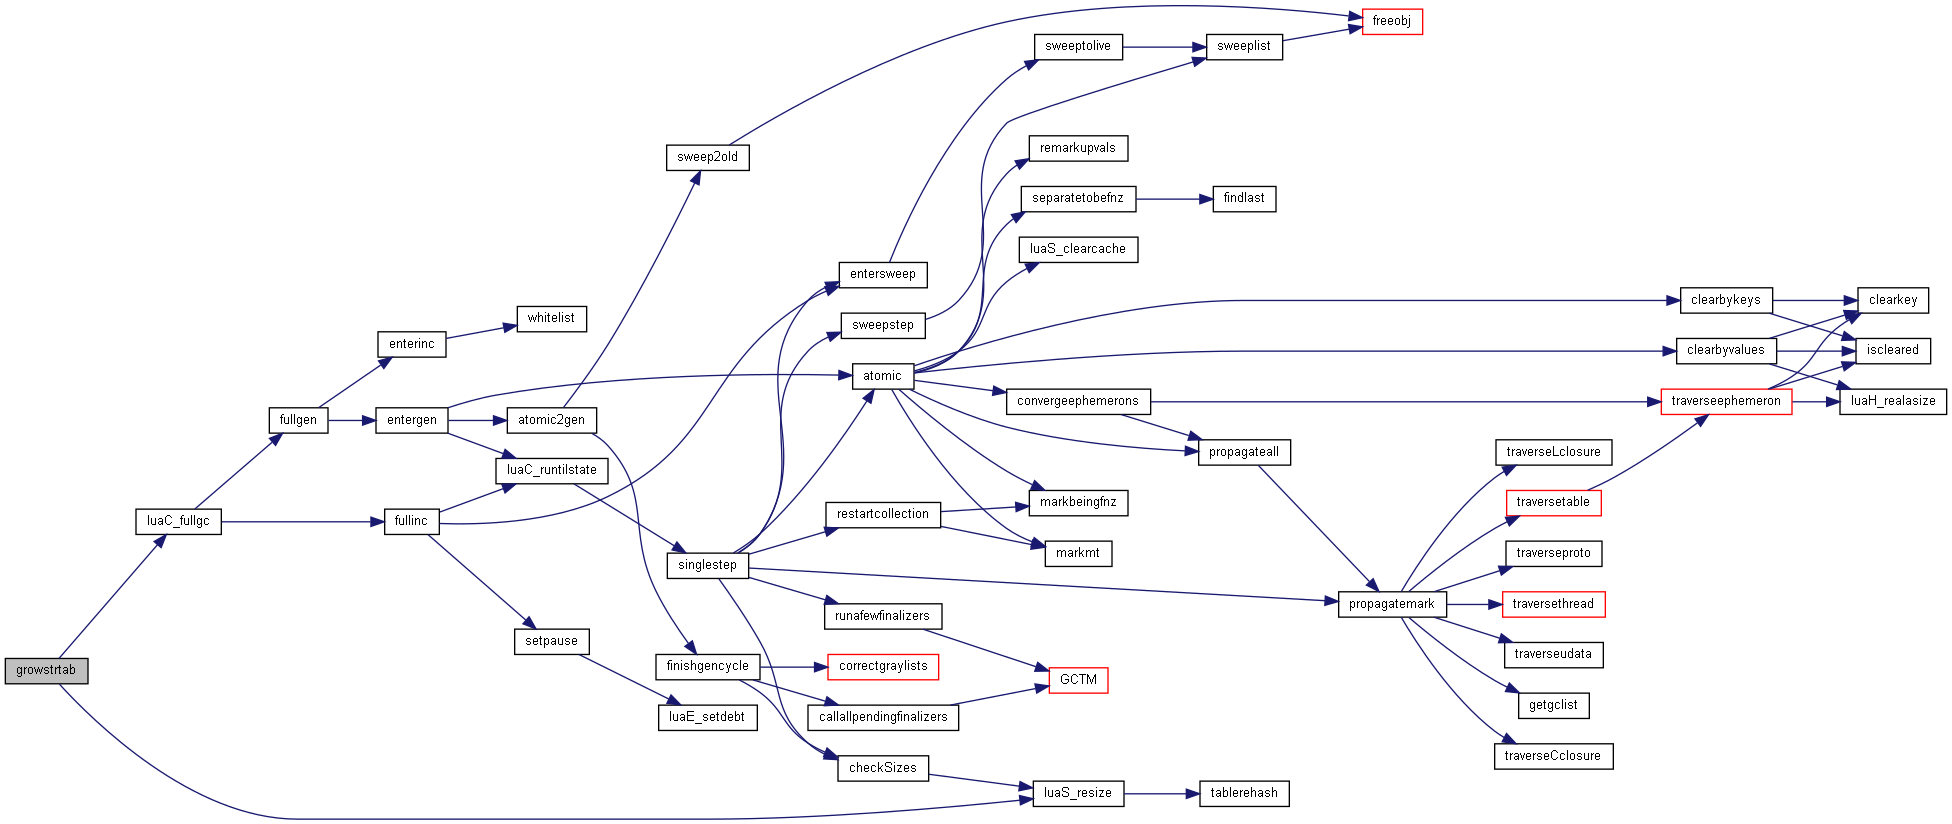 freeobj
sweeptolive
sweeplist
remarkupvals
sweep2old
separatetobefnz
findlast
luaS_clearcache
entersweep
clearbykeys
clearkey
whitelist
sweepstep
enterinc
clearbyvalues
iscleared
atomic
convergeephemerons
traverseephemeron
luaH_realasize
fullgen
entergen
atomic2gen
propagateall
traverseLclosure
luaC_runtilstate
markbeingfnz
traversetable
luaC_fullgc
fullinc
restartcollection
markmt
traverseproto
singlestep
propagatemark
traversethread
runafewfinalizers
setpause
traverseudata
growstrtab
finishgencycle
correctgraylists
GCTM
getgclist
luaE_setdebt
callallpendingfinalizers
traverseCclosure
checkSizes
luaS_resize
tablerehash